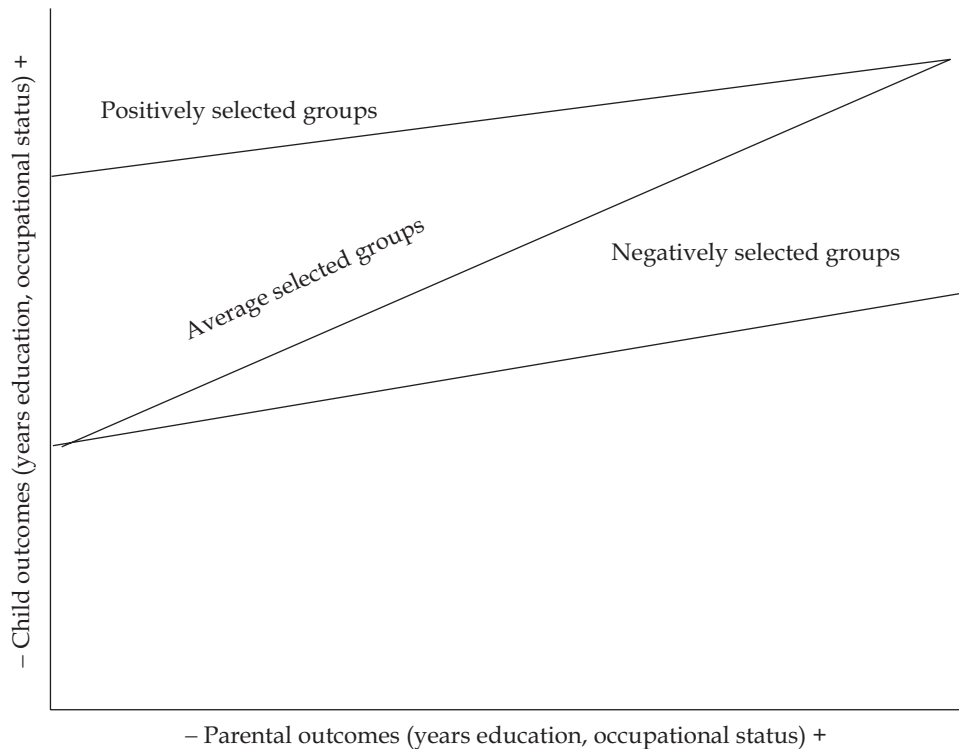 – Child outcomes (years education, occupational status) +
Positively selected groups
Average selected groups
Negatively selected groups
– Parental outcomes (years education, occupational status) +